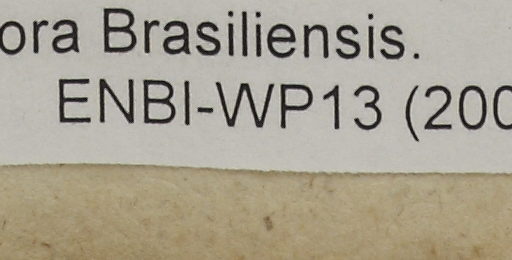 ora Brasiliensis.
ENBI-WP13 (200